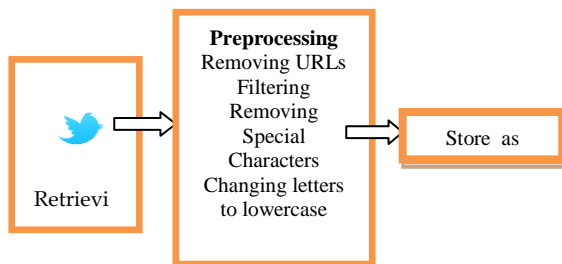 Retrievi
Preprocessing
Removing URLs
Filtering
Removing
Special
Characters
Changing letters
to lowercase
Store as